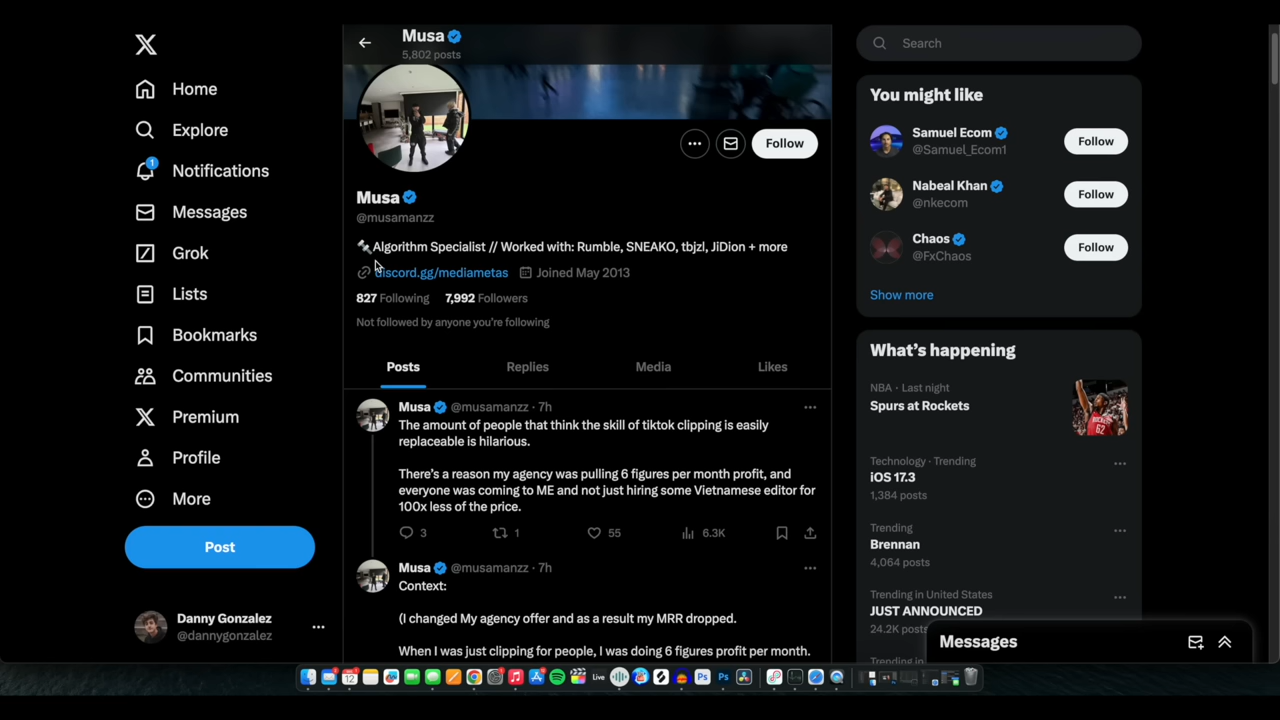 Home
Explore
1
Notifications
Messages
Grok
Lists
Bookmarks
Communities
Premium
Profile
More
Post
Danny Gonzalez
@dannygonzalez
Musa
5,802 posts
Follow
Musa
@musamanzz
Algorithm Specialist // Worked with: Rumble, SNEAKO, tbjzl, JiDion + more
discord.gg/mediametas Joined May 2013
827 Following 7,992 Followers
Not followed by anyone you're following
Posts Replies Media Likes
Musa @musamanzz · 7h
The amount of people that think the skill of tiktok clipping is easily
replaceable is hilarious.
There's a reason my agency was pulling 6 figures per month profit, and
everyone was coming to ME and not just hiring some Vietnamese editor for
100x less of the price.
3 1 55 6.3K
Musa @musamanzz · 7h
Context:
(I changed My agency offer and as a result my MRR dropped.
When I was just clipping for people, I was doing 6 figures profit per month.
Search
You might like
Samuel Ecom
@Samuel_Ecom1
Follow
Nabeal Khan
@nkecom
Follow
Chaos
@FxChaos
Follow
Show more
What's happening
NBA · Last night
Spurs at Rockets
Technology · Trending
iOS 17.3
1,384 posts
Trending
Brennan
4,064 posts
Trending in United States
JUST ANNOUNCED
24.2K posts
Trending in
Messages